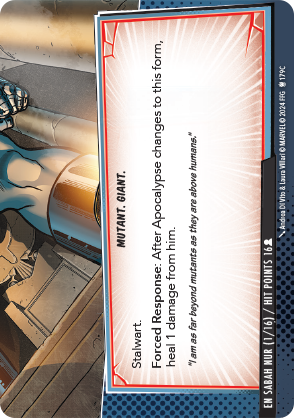 MUTANT. GIANT.
Stalwart.
Forced Response: After Apocalypse changes to this form,
heal 1 damage from him.
"I am as far beyond mutants as they are above humans."
EN SABAH NUR (1/16) / HIT POINTS 16
Andrea Di Vito & Laura Villari © MARVEL © 2024 FFG 179C